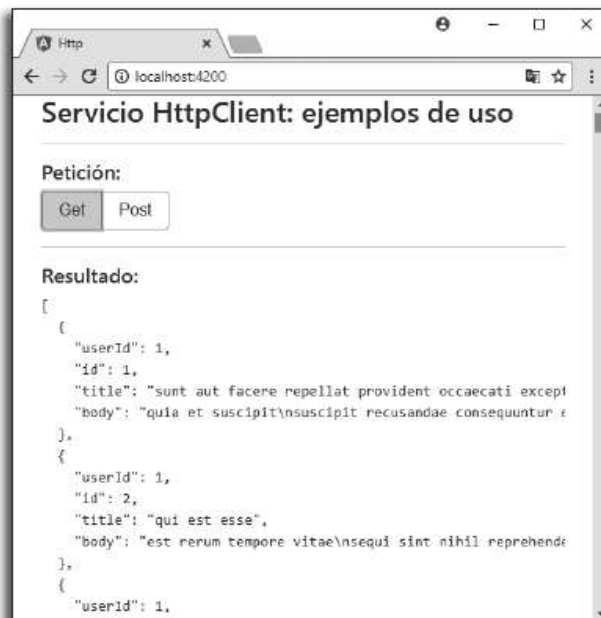 Http
localhost:4200
Servicio HttpClient: ejemplos de uso
Petición:
Get Post
Resultado:
[
{
"userId": 1,
"id": 1,
"title": "sunt aut facere repellat provident occaecati except
"body": "quia et suscipit\nsuscipit recusandae consequuntur e
},
{
"userId": 1,
"id": 2,
"title": "qui est esse",
"body": "est rerum tempore vitae\nsequi sint nihil reprehende
},
{
"userId": 1,